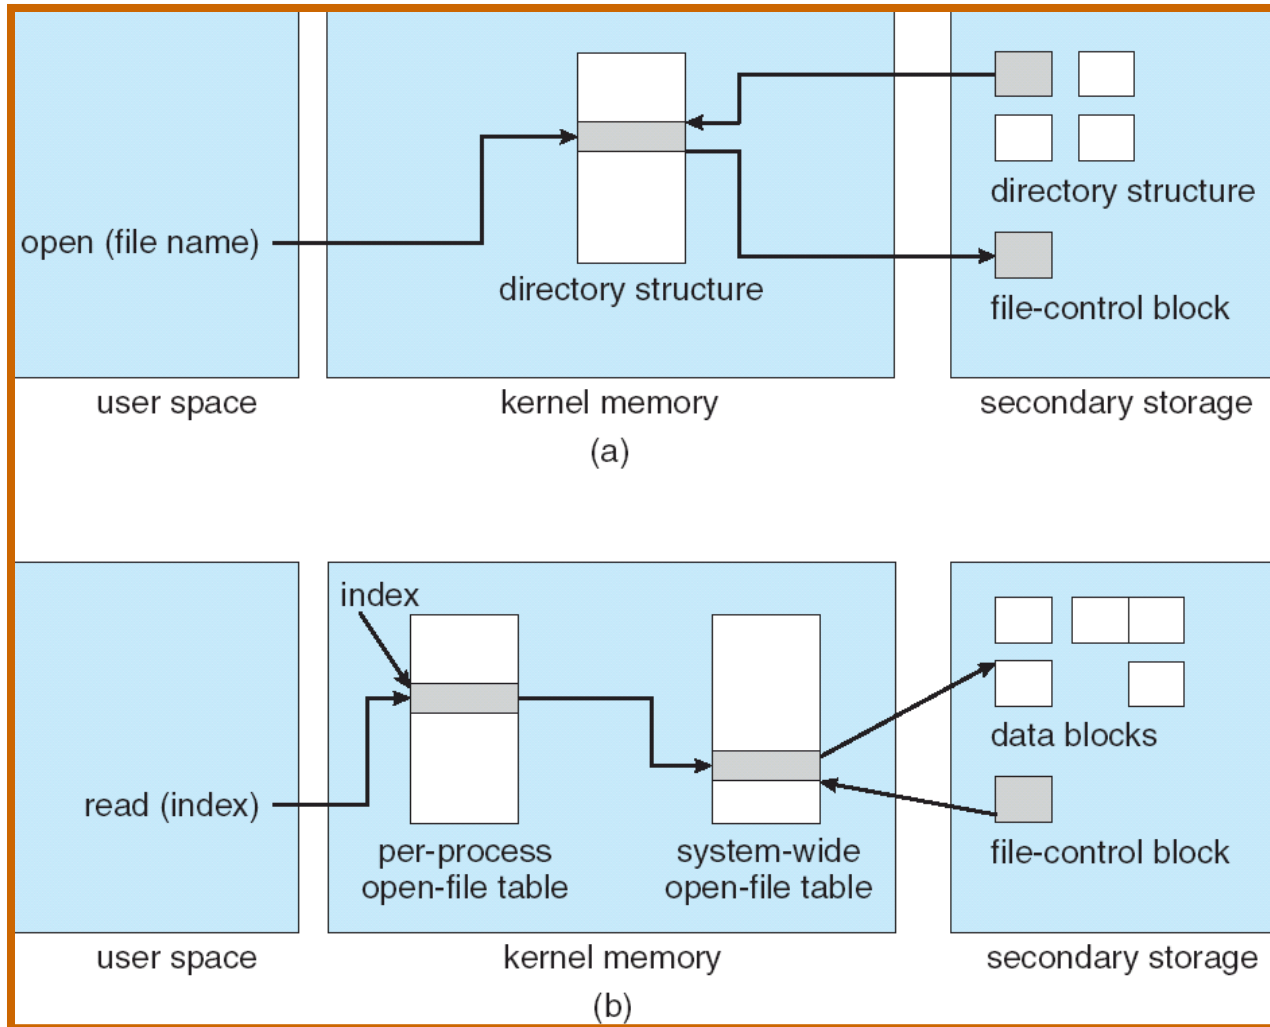 open (file name)
directory structure
directory structure
file-control block
user space
kernel memory
secondary storage
(a)
index
read (index)
per-process
open-file table
system-wide
open-file table
data blocks
file-control block
user space
kernel memory
secondary storage
(b)